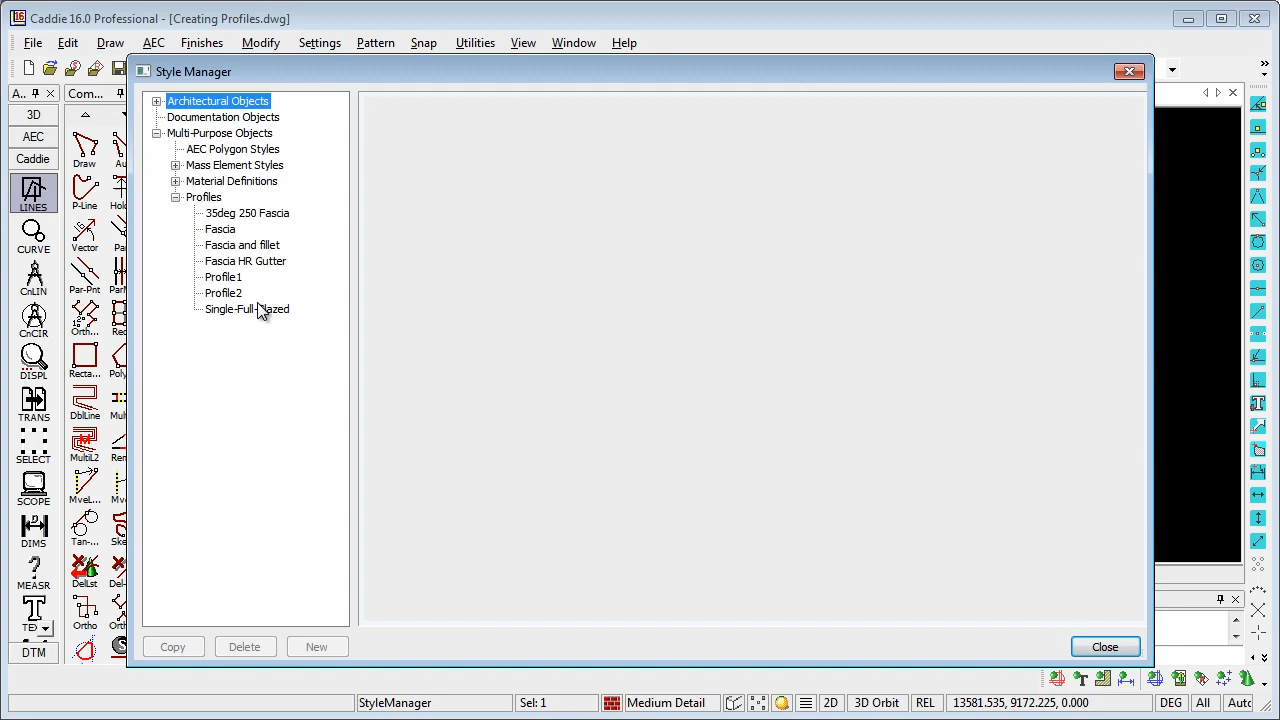 Caddie 16.0 Professional - [Creating Profiles.dwg]
File Edit Draw AEC Finishes Modify Settings Pattern Snap Utilities View Window Help
Style Manager
A.. Com...
3D
AEC
Caddie
LINES
CURVE
CnLIN
CnCIR
DISPL
TRANS
SELECT
SCOPE
DIMS
MEASR
DTM
Draw
P-Line
Vector
Par-Pnt
Orth...
Recta...
DblLine
MultiL2
MveL...
Tan-...
DelLst
Ortho
Architectural Objects
Documentation Objects
Multi-Purpose Objects
AEC Polygon Styles
Mass Element Styles
Material Definitions
Profiles
35deg 250 Fascia
Fascia
Fascia and fillet
Fascia HR Gutter
Profile1
Profile2
Copy Delete New Close
StyleManager Sel: 1 Medium Detail 2D 3D Orbit REL 13581.535, 9172.225, 0.000 DEG All Auto